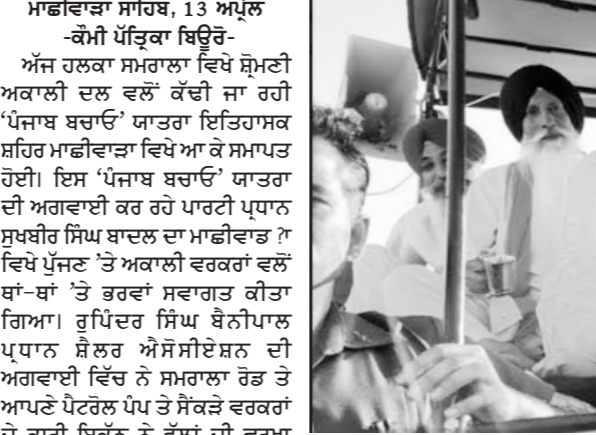 ਮਾਛੀਵਾੜਾ ਸਾਹਿਬ, 13 ਅਪ੍ਰੈਲ
-ਕੌਮੀ ਪੱਤ੍ਰਿਕਾ ਬਿਊਰੋ-
ਅੱਜ ਹਲਕਾ ਸਮਰਾਲਾ ਵਿਖੇ ਸ਼੍ਰੋਮਣੀ
ਅਕਾਲੀ ਦਲ ਵਲੋਂ ਕੱਢੀ ਜਾ ਰਹੀ
‘ਪੰਜਾਬ ਬਚਾਓ’ ਯਾਤਰਾ ਇਤਿਹਾਸਕ
ਸ਼ਹਿਰ ਮਾਛੀਵਾੜਾ ਵਿਖੇ ਆ ਕੇ ਸਮਾਪਤ
ਹੋਈ। ਇਸ ‘ਪੰਜਾਬ ਬਚਾਓ’ ਯਾਤਰਾ
ਦੀ ਅਗਵਾਈ ਕਰ ਰਹੇ ਪਾਰਟੀ ਪ੍ਰਧਾਨ
ਸੁਖਬੀਰ ਸਿੰਘ ਬਾਦਲ ਦਾ ਮਾਛੀਵਾਡ ?ਾ
ਵਿਖੇ ਪੁੱਜਣ ’ਤੇ ਅਕਾਲੀ ਵਰਕਰਾਂ ਵਲੋਂ
ਥਾਂ-ਥਾਂ ’ਤੇ ਭਰਵਾਂ ਸਵਾਗਤ ਕੀਤਾ
ਗਿਆ। ਰੁਪਿੰਦਰ ਸਿੰਘ ਬੈਨੀਪਾਲ
ਪ੍ਰਧਾਨ ਸ਼ੈਲਰ ਐਸੋਸੀਏਸ਼ਨ ਦੀ
ਅਗਵਾਈ ਵਿੱਚ ਨੇ ਸਮਰਾਲਾ ਰੋਡ ਤੇ
ਆਪਣੇ ਪੈਟਰੋਲ ਪੰਪ ਤੇ ਸੈਂਕੜੇ ਵਰਕਰਾਂ